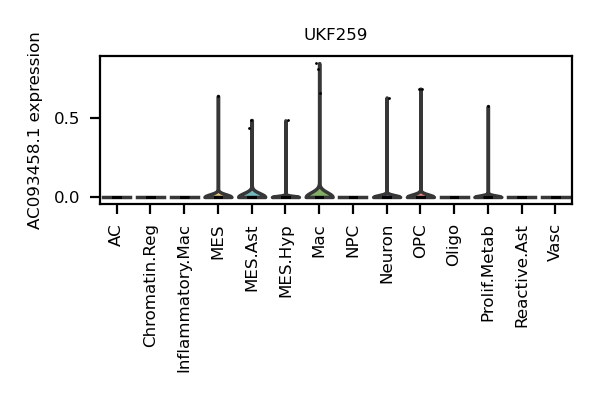 UKF259
AC093458.1 expression
0.5
0.0
AC
Chromatin.Reg
Inflammatory.Mac
MES
MES.Ast
MES.Hyp
Mac
NPC
Neuron
OPC
Oligo
Prolif.Metab
Reactive.Ast
Vasc